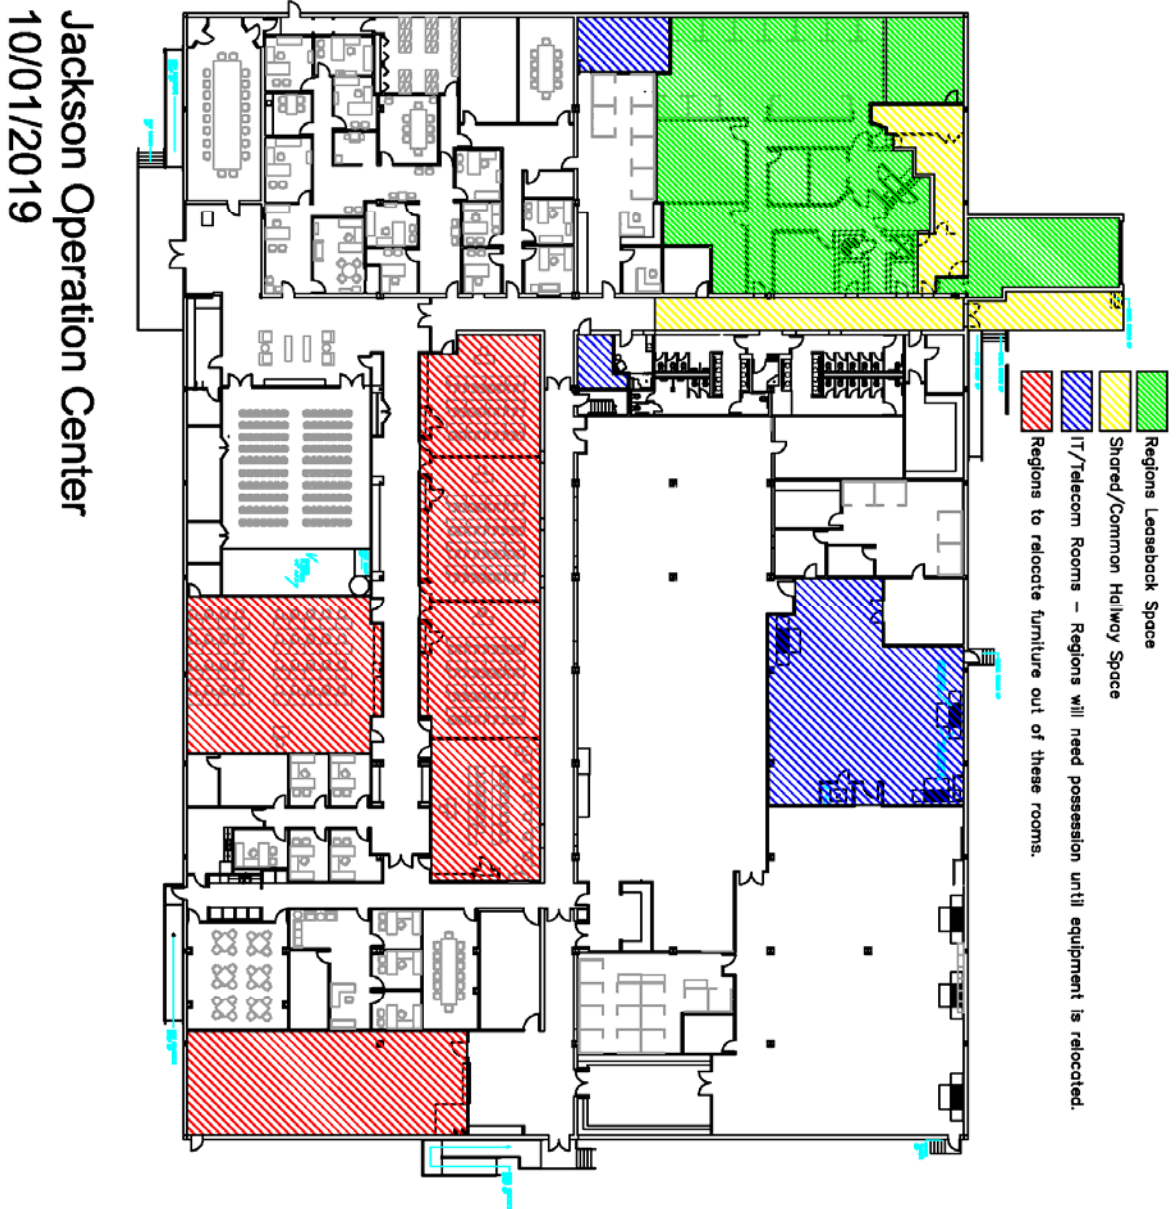 Jackson Operation Center
10/01/2019
Regions Leaseback Space
Shared/Common Hallway Space
IT/Telecom Rooms – Regions will need possession until equipment is relocated.
Regions to relocate furniture out of these rooms.